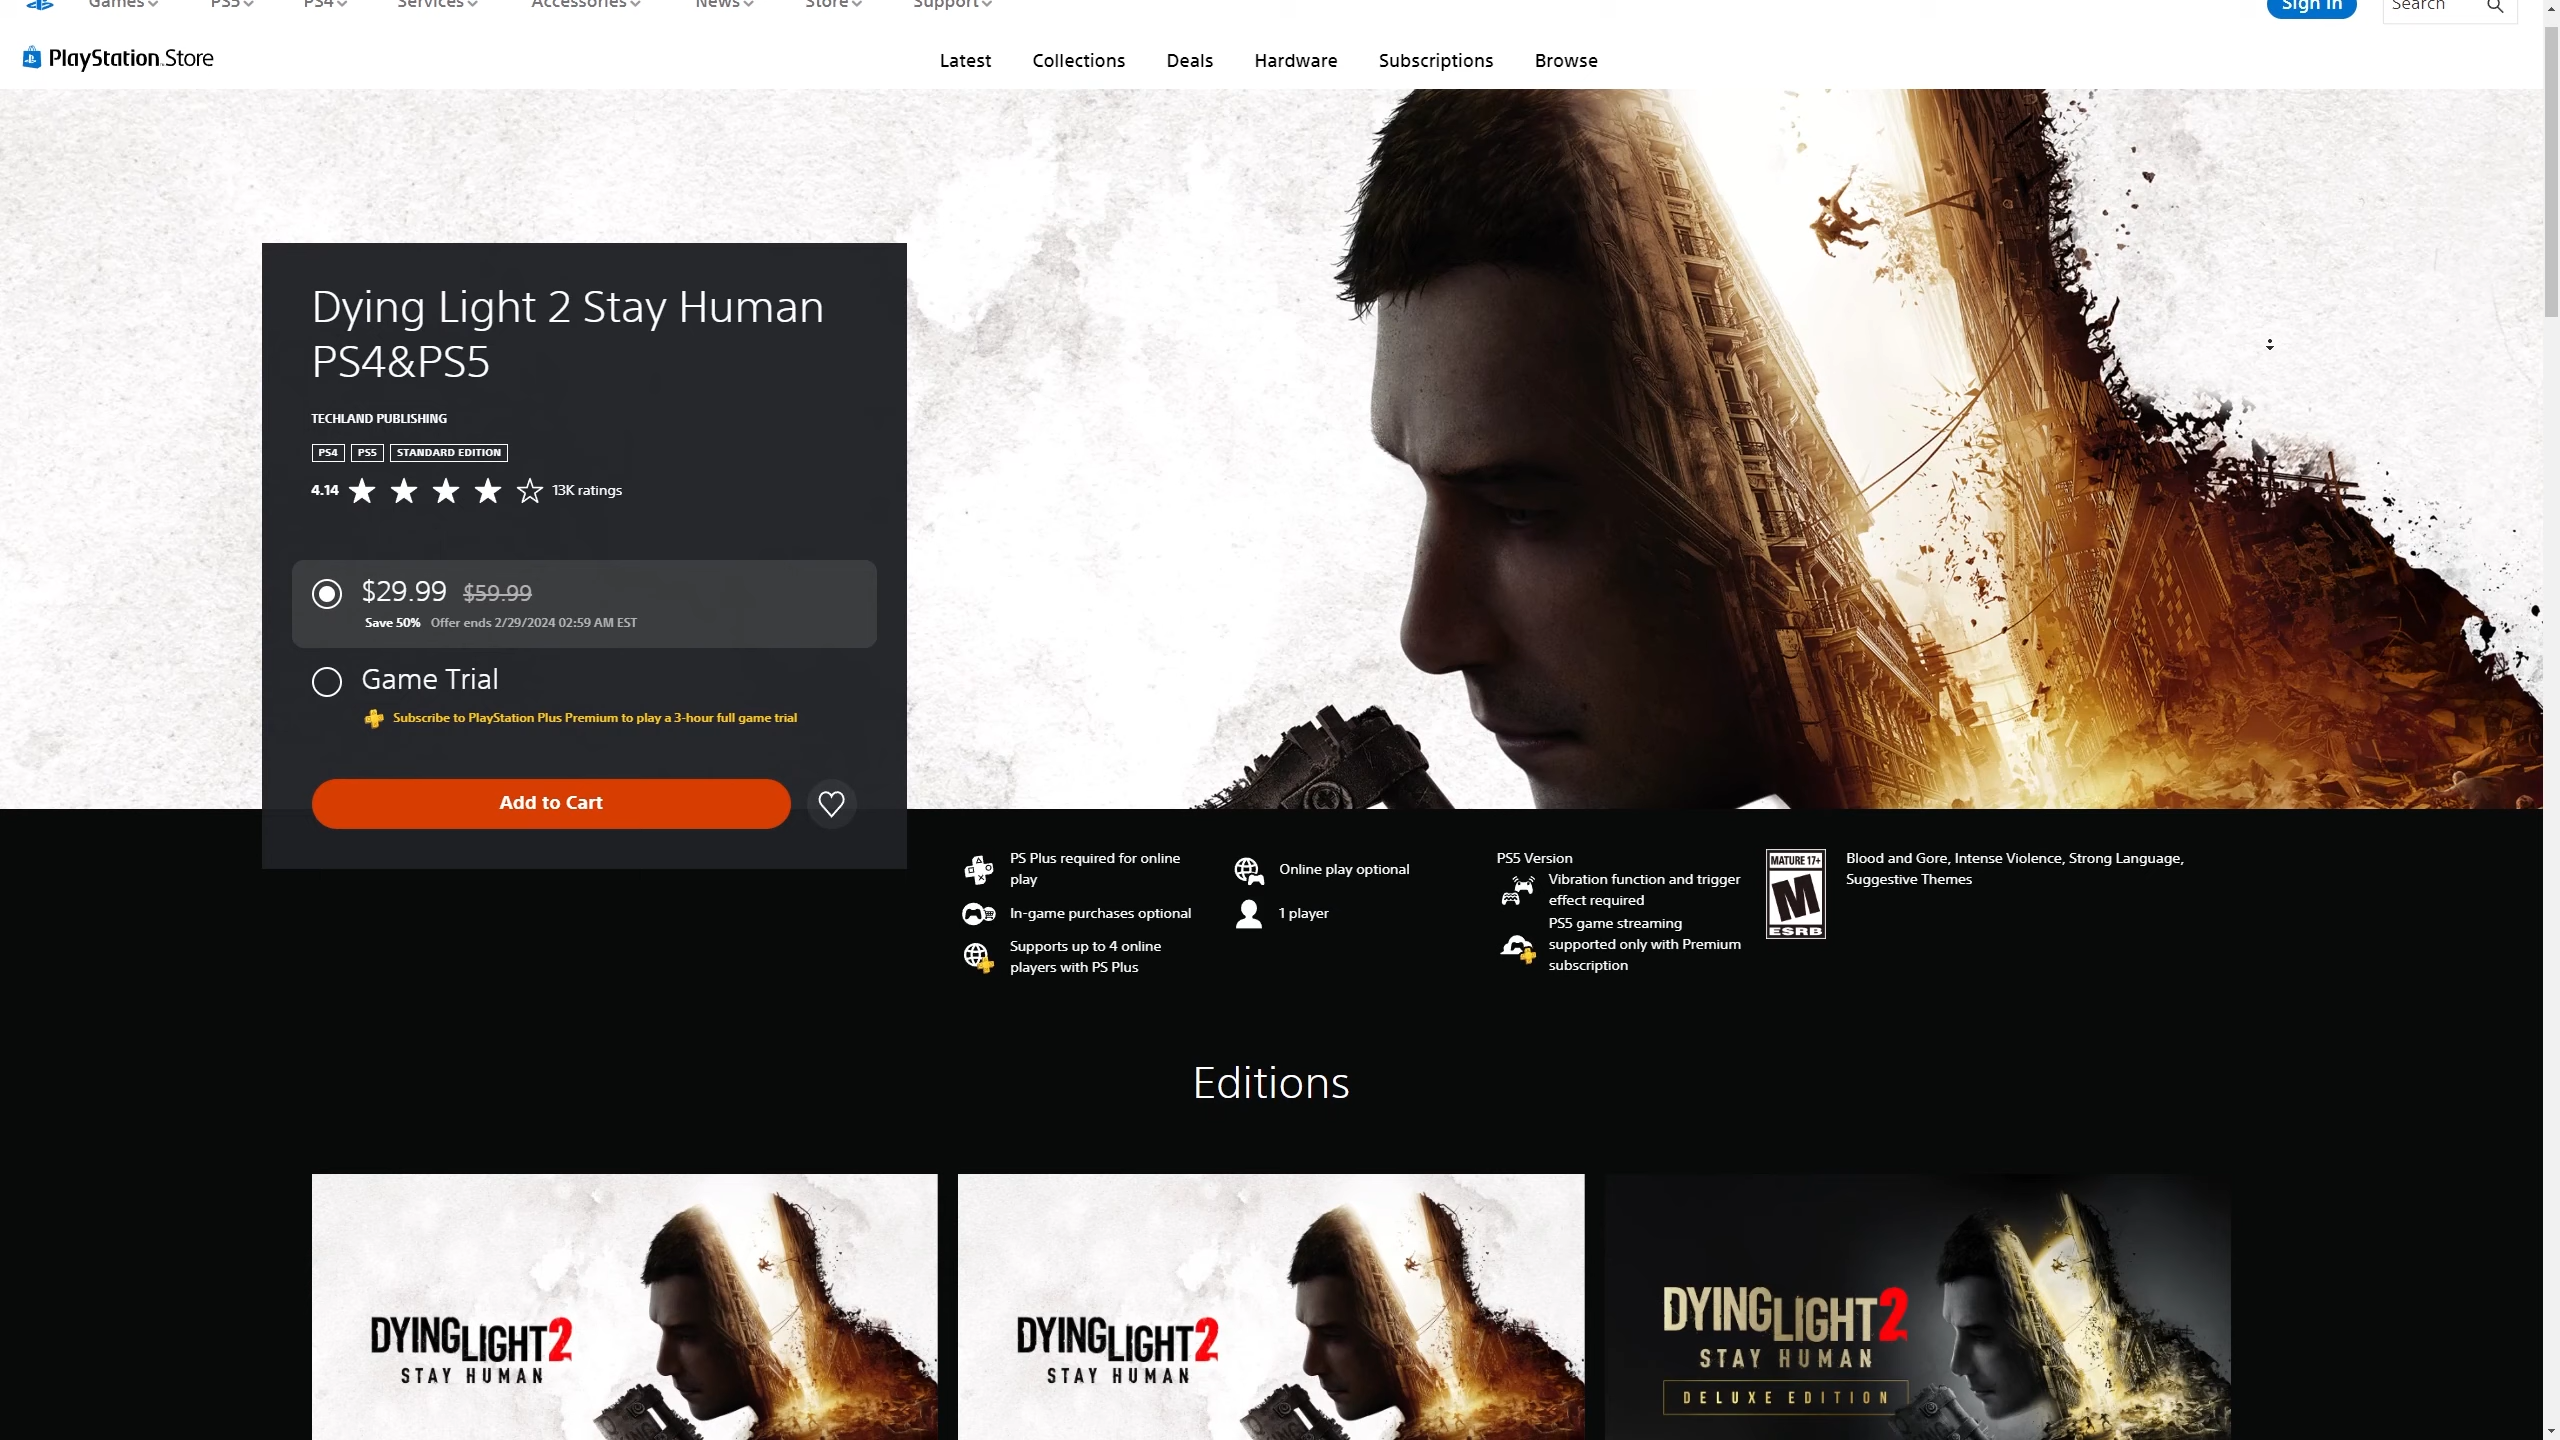 Games PS5 PS4 Services Accessories News Store Support Sign In Search
PlayStation Store
Latest Collections Deals Hardware Subscriptions Browse
Dying Light 2 Stay Human
PS4&PS5
TECHLAND PUBLISHING
PS4 PS5 STANDARD EDITION
4.14 13K ratings
$29.99 $59.99
Save 50% Offer ends 2/29/2024 02:59 AM EST
Game Trial
Subscribe to PlayStation Plus Premium to play a 3-hour full game trial
Add to Cart
PS Plus required for online
play
In-game purchases optional
Supports up to 4 online
players with PS Plus
Online play optional
1 player
PS5 Version
Vibration function and trigger
effect required
PS5 game streaming
supported only with Premium
subscription
MATURE 17+
M
ESRB
Blood and Gore, Intense Violence, Strong Language,
Suggestive Themes
Editions
DYING LIGHT 2
STAY HUMAN
DYING LIGHT 2
STAY HUMAN
DYING LIGHT 2
STAY HUMAN
DELUXE EDITION